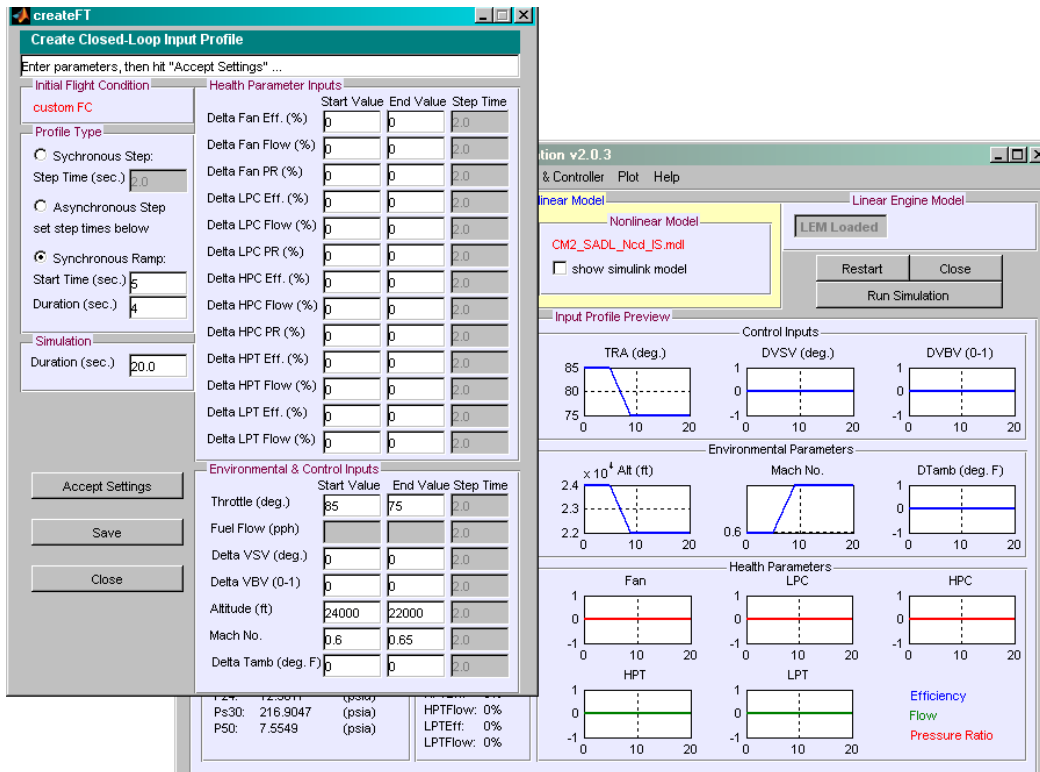 createFT
Create Closed-Loop Input Profile
Enter parameters, then hit "Accept Settings" ...
Initial Flight Condition
custom FC
Profile Type
Sychronous Step:
Step Time (sec.) 2.0
Asynchronous Step
set step times below
Synchronous Ramp:
Start Time (sec.) 5
Duration (sec.) 4
Simulation
Duration (sec.) 20.0
Accept Settings
Save
Close
Health Parameter Inputs
Start Value End Value Step Time
Delta Fan Eff. (%) 0 0 2.0
Delta Fan Flow (%) 0 0 2.0
Delta Fan PR (%) 0 0 2.0
Delta LPC Eff. (%) 0 0 2.0
Delta LPC Flow (%) 0 0 2.0
Delta LPC PR (%) 0 0 2.0
Delta HPC Eff. (%) 0 0 2.0
Delta HPC Flow (%) 0 0 2.0
Delta HPC PR (%) 0 0 2.0
Delta HPT Eff. (%) 0 0 2.0
Delta HPT Flow (%) 0 0 2.0
Delta LPT Eff. (%) 0 0 2.0
Delta LPT Flow (%) 0 0 2.0
Environmental & Control Inputs
Start Value End Value Step Time
Throttle (deg.) 85 75 2.0
Fuel Flow (pph) 2.0
Delta VSV (deg.) 0 0 2.0
Delta VBV (0-1) 0 0 2.0
Altitude (ft) 24000 22000 2.0
Mach No. 0.6 0.65 2.0
Delta Tamb (deg. F) 0 0 2.0
ation v2.0.3
& Controller Plot Help
linear Model
Nonlinear Model
CM2_SADL_Ncd_IS.mdl
show simulink model
Linear Engine Model
LEM Loaded
Restart Close
Run Simulation
Input Profile Preview
Control Inputs
TRA (deg.) DVSV (deg.) DVBV (0-1)
85 1 1
80 0 0
75 -1 -1
0 10 20 0 10 20 0 10 20
Environmental Parameters
x 10 4 Alt (ft) Mach No. DTamb (deg. F)
2.4 1
2.3 0
2.2 0.6 -1
0 10 20 0 10 20 0 10 20
Health Parameters
Fan LPC HPC
1 1 1
0 0 0
-1 -1 -1
0 10 20 0 10 20 0 10 20
HPT LPT
1 1
0 0
-1 -1
0 10 20 0 10 20
Efficiency
Flow
Pressure Ratio
Ps30: 216.9047 (psia)
P50: 7.5549 (psia)
HPTFlow: 0%
LPTEff: 0%
LPTFlow: 0%